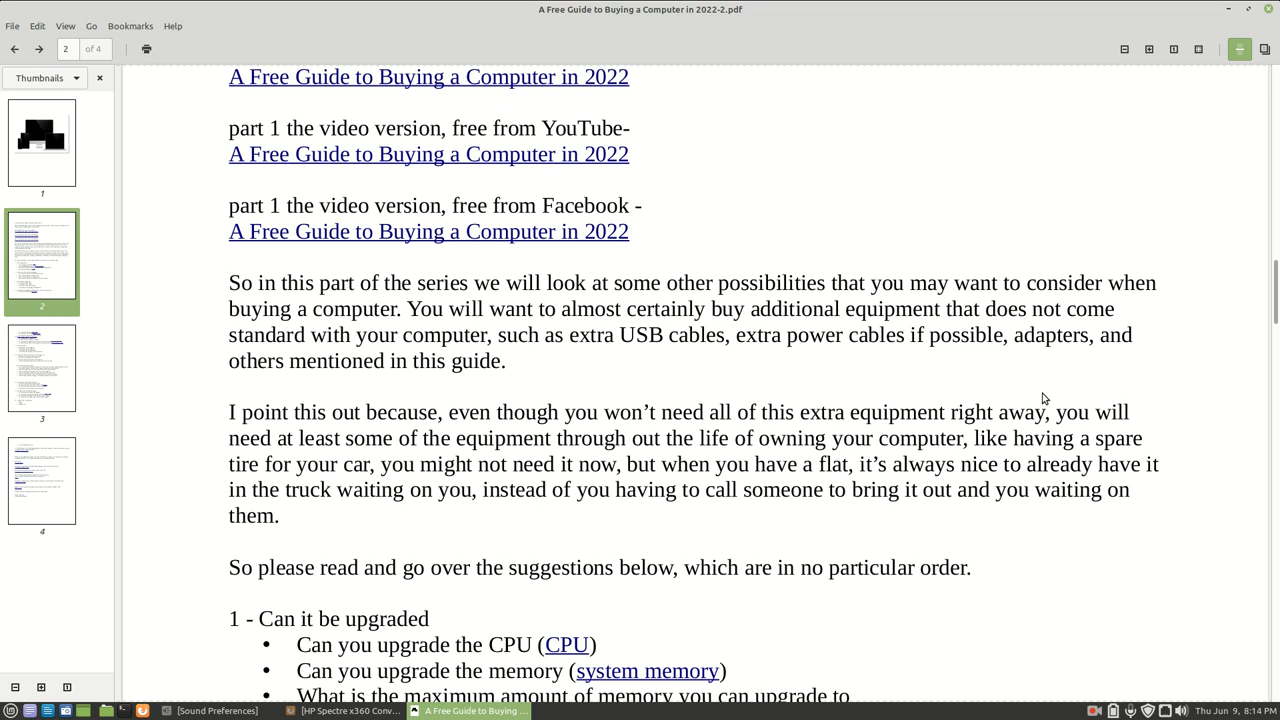 A Free Guide to Buying a Computer in 2022-2.pdf
File Edit View Go Bookmarks Help
2 of 4
Thumbnails
1
2
3
4
A Free Guide to Buying a Computer in 2022
part 1 the video version, free from YouTube-
A Free Guide to Buying a Computer in 2022
part 1 the video version, free from Facebook -
A Free Guide to Buying a Computer in 2022
So in this part of the series we will look at some other possibilities that you may want to consider when
buying a computer. You will want to almost certainly buy additional equipment that does not come
standard with your computer, such as extra USB cables, extra power cables if possible, adapters, and
others mentioned in this guide.
I point this out because, even though you won’t need all of this extra equipment right away, you will
need at least some of the equipment through out the life of owning your computer, like having a spare
tire for your car, you might not need it now, but when you have a flat, it’s always nice to already have it
in the truck waiting on you, instead of you having to call someone to bring it out and you waiting on
them.
So please read and go over the suggestions below, which are in no particular order.
1 - Can it be upgraded
• Can you upgrade the CPU (CPU)
• Can you upgrade the memory (system memory)
• What is the maximum amount of memory you can upgrade to
[Sound Preferences] [HP Spectre x360 Conv... A Free Guide to Buying ... Thu Jun 9, 8:14 PM